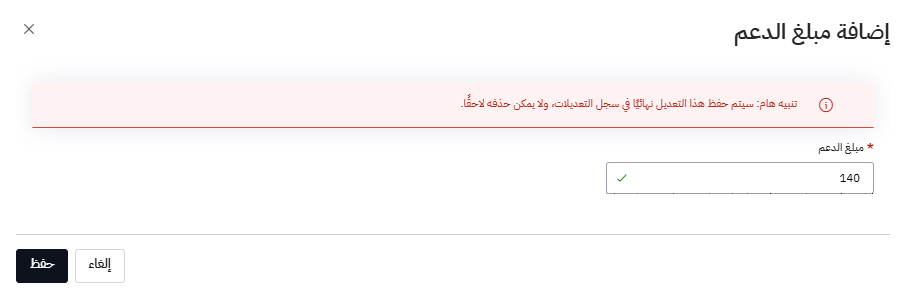 إضافة مبلغ الدعم
تنبيه هام: سيتم حفظ هذا التعديل نهائيًا في سجل التعديلات، ولا يمكن حذفه لاحقًا.
* مبلغ الدعم
140
إلغاء
حفظ